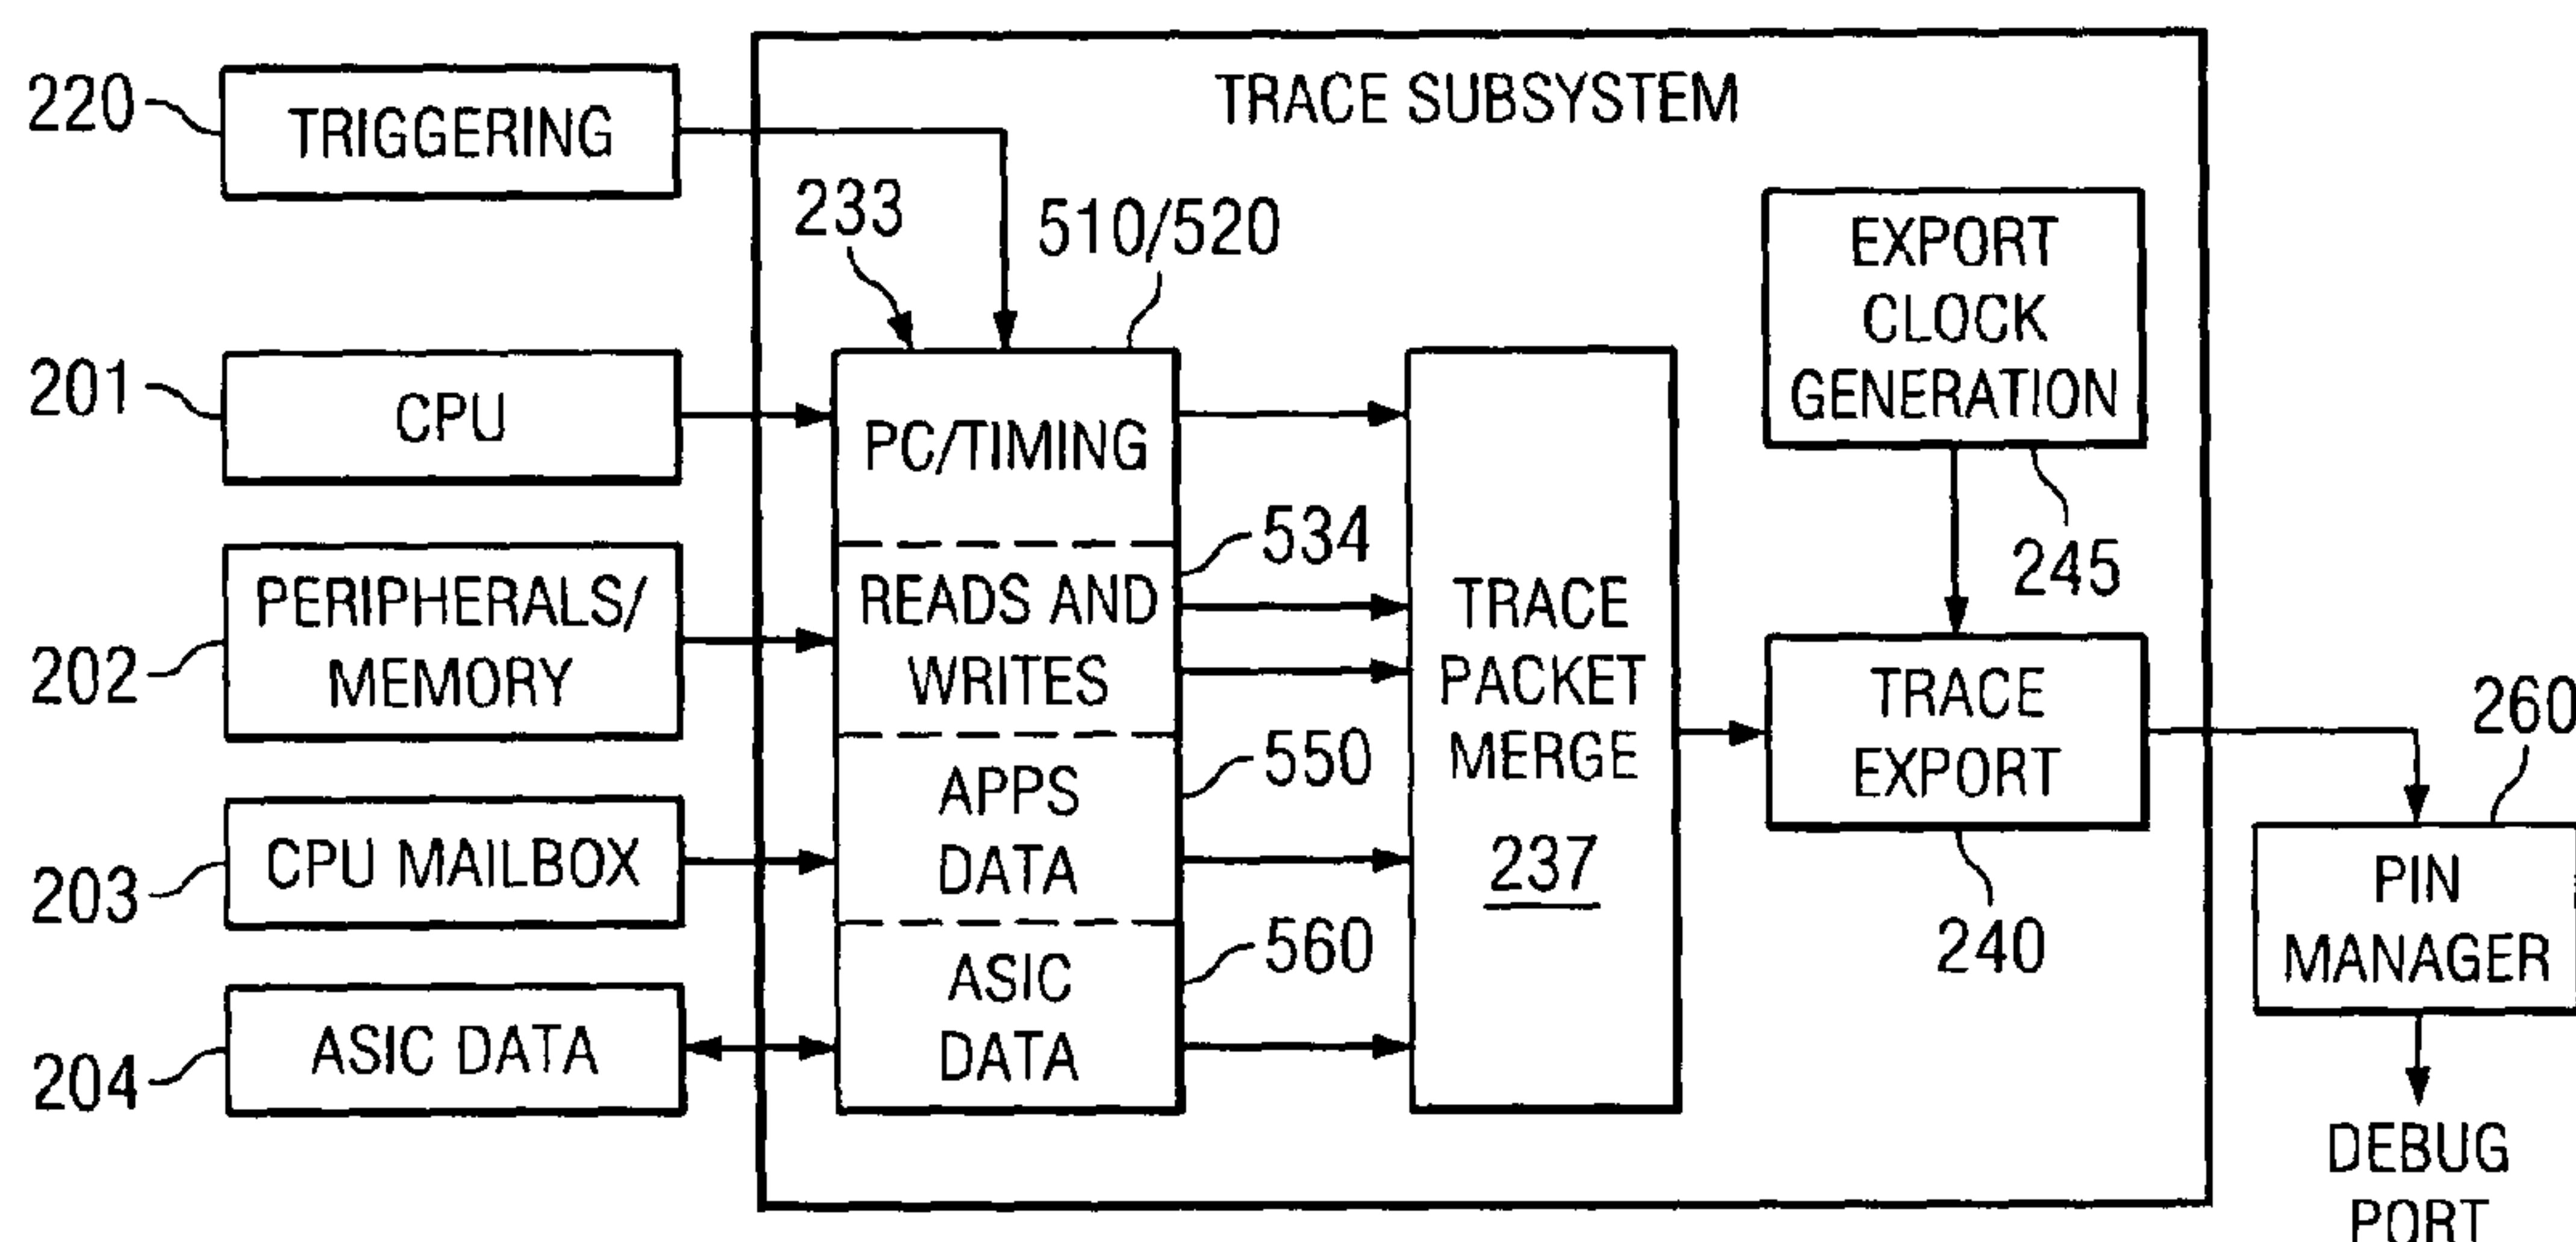 TRACE SUBSYSTEM
220
TRIGGERING
233
510/520
EXPORT
CLOCK
GENERATION
245
201
CPU
PC/TIMING
534
202
PERIPHERALS/
MEMORY
READS AND
WRITES
550
203
CPU MAILBOX
APPS
DATA
560
204
ASIC DATA
ASIC
DATA
TRACE
PACKET
MERGE
237
TRACE
EXPORT
240
260
PIN
MANAGER
DEBUG
PORT